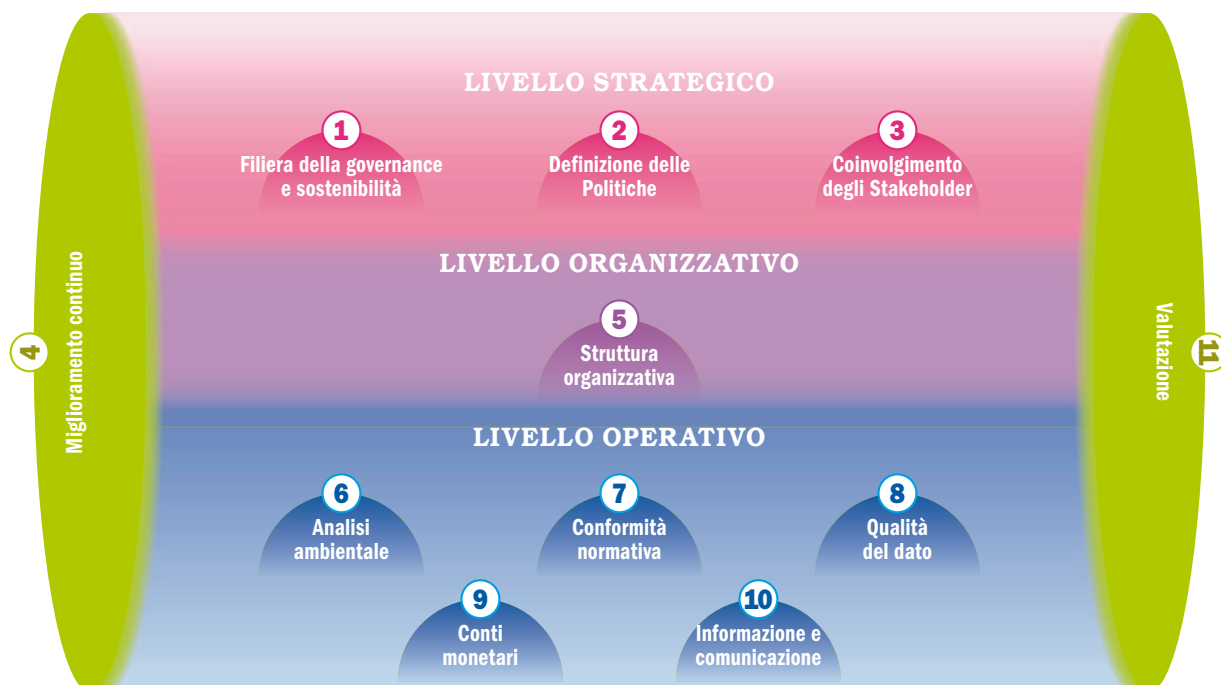 LIVELLO STRATEGICO
1
Filiera della governance
e sostenibilità
2
Definizione delle
Politiche
3
Coinvolgimento
degli Stakeholder
4
Miglioramento continuo
LIVELLO ORGANIZZATIVO
5
Struttura
organizzativa
LIVELLO OPERATIVO
6
Analisi
ambientale
7
Conformità
normativa
8
Qualità
del dato
9
Conti
monetari
10
Informazione e
comunicazione
11
Valutazione